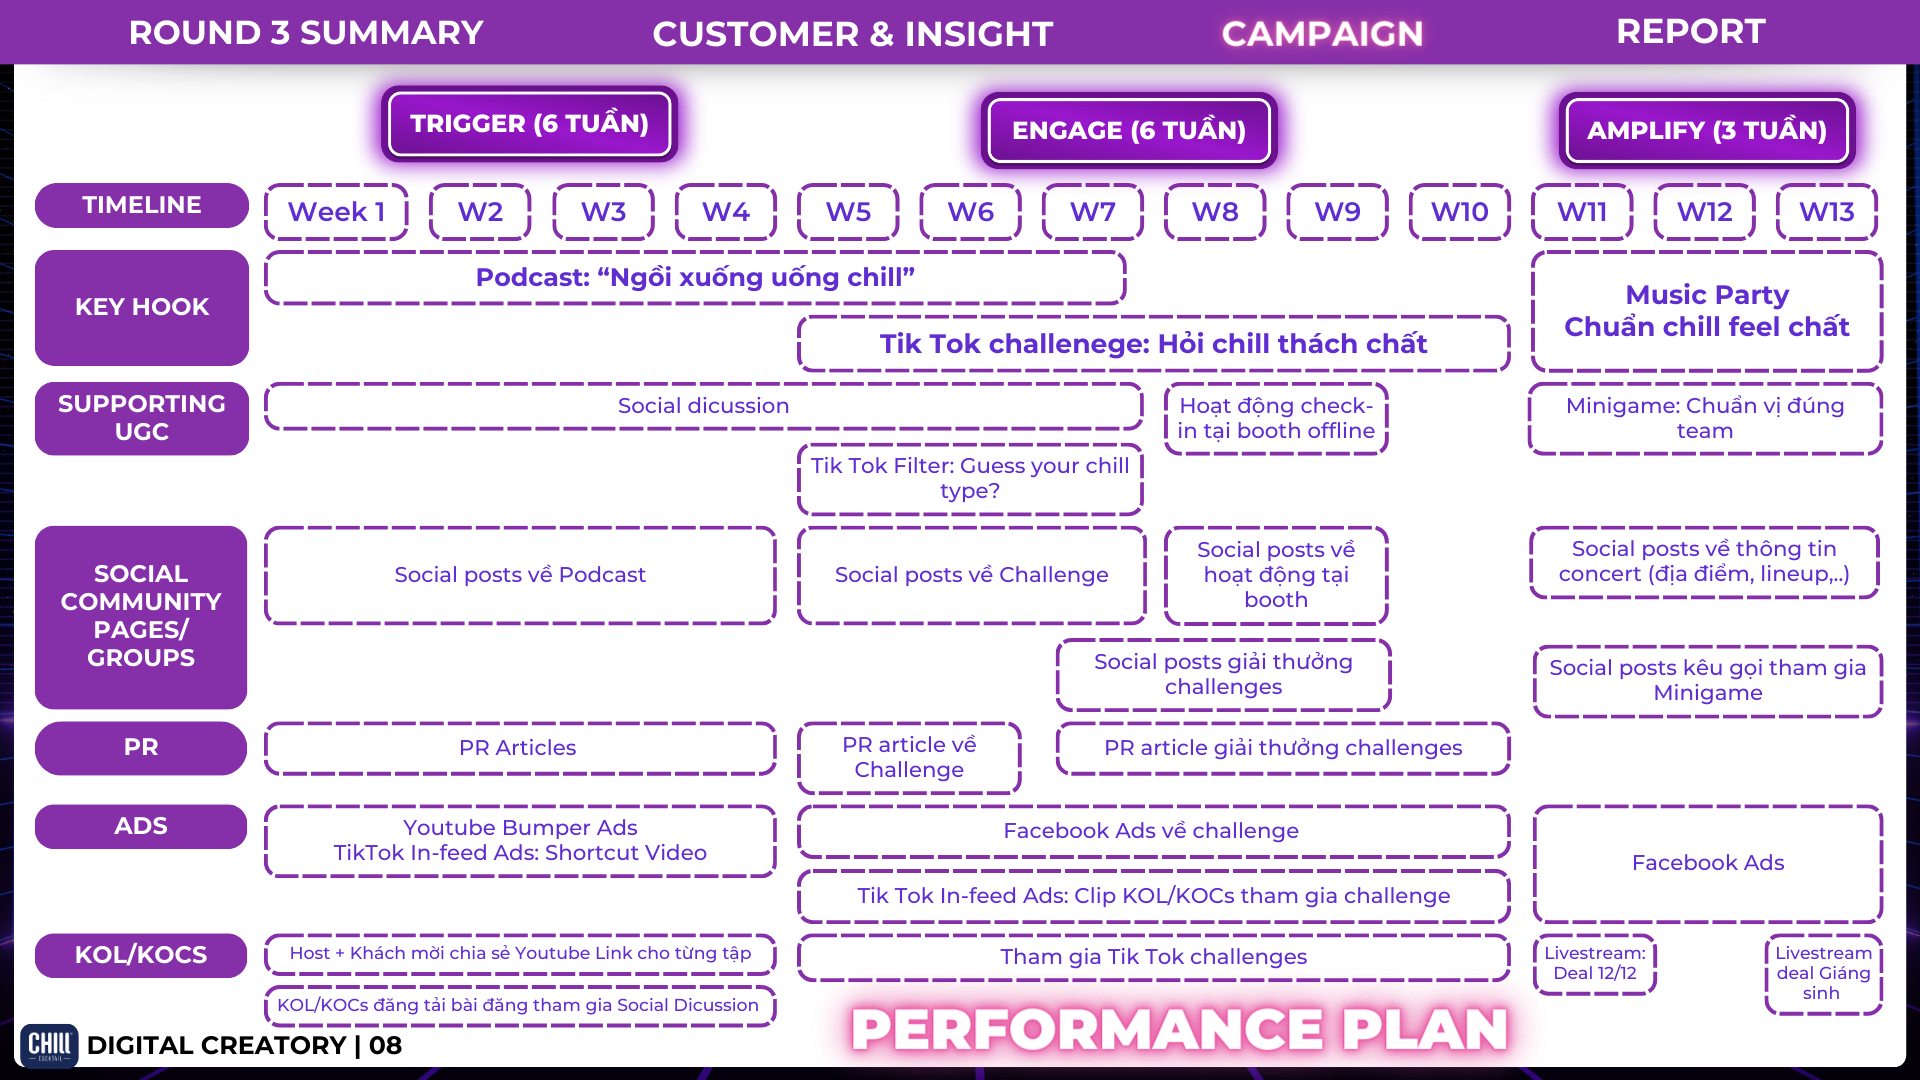 ROUND 3 SUMMARY
CUSTOMER & INSIGHT
CAMPAIGN
REPORT
TRIGGER (6 TUẦN)
ENGAGE (6 TUẦN)
AMPLIFY (3 TUẦN)
TIMELINE
Week 1
W2
W3
W4
W5
W6
W7
W8
W9
W10
W11
W12
W13
KEY HOOK
Podcast: “Ngồi xuống uống chill”
Tik Tok challenege: Hỏi chill thách chất
Music Party
Chuẩn chill feel chất
SUPPORTING
UGC
Social dicussion
Hoạt động check-
in tại booth offline
Minigame: Chuẩn vị đúng
team
Tik Tok Filter: Guess your chill
type?
SOCIAL
COMMUNITY
PAGES/
GROUPS
Social posts về Podcast
Social posts về Challenge
Social posts về
hoạt động tại
booth
Social posts về thông tin
concert (địa điểm, lineup,..)
Social posts giải thưởng
challenges
Social posts kêu gọi tham gia
Minigame
PR
PR Articles
PR article về
Challenge
PR article giải thưởng challenges
ADS
Youtube Bumper Ads
TikTok In-feed Ads: Shortcut Video
Facebook Ads về challenge
Tik Tok In-feed Ads: Clip KOL/KOCs tham gia challenge
Facebook Ads
KOL/KOCS
Host + Khách mời chia sẻ Youtube Link cho từng tập
KOL/KOCs đăng tải bài đăng tham gia Social Dicussion
Tham gia Tik Tok challenges
Livestream:
Deal 12/12
Livestream
deal Giáng
sinh
PERFORMANCE PLAN
CHILL
COCKTAIL
DIGITAL CREATORY | 08